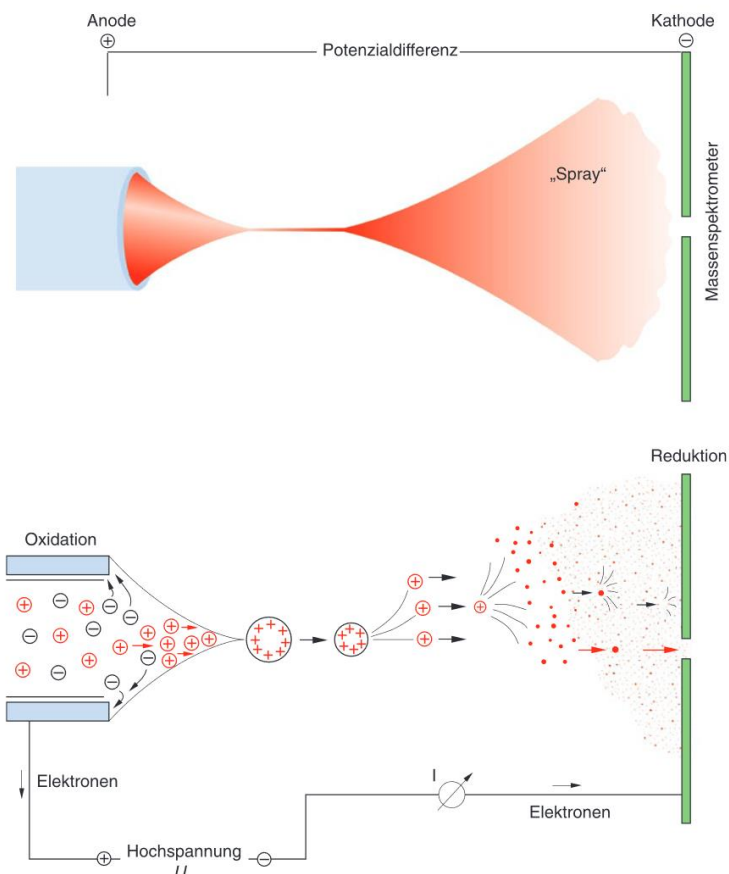 Anode
Kathode
+
−
Potenzialdifferenz
„Spray“
Massenspektrometer
Reduktion
Oxidation
Elektronen
I
Elektronen
+ Hochspannung −
U